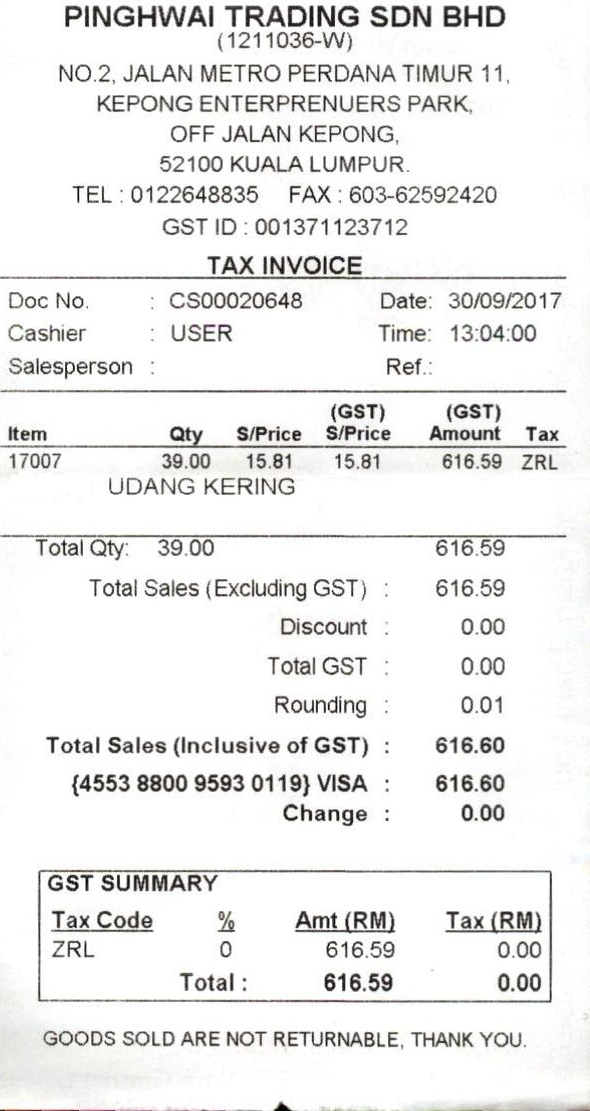 PINGHWAI TRADING SDN BHD
(1211036-W)
NO.2, JALAN METRO PERDANA TIMUR 11,
KEPONG ENTERPRENUERS PARK,
OFF JALAN KEPONG,
52100 KUALA LUMPUR.
TEL : 0122648835 FAX : 603-62592420
GST ID : 001371123712
TAX INVOICE
Doc No. : CS00020648 Date: 30/09/2017
Cashier : USER Time: 13:04:00
Salesperson : Ref.:
(GST) (GST)
Item Qty S/Price S/Price Amount Tax
17007 39.00 15.81 15.81 616.59 ZRL
UDANG KERING
Total Qty: 39.00 616.59
Total Sales (Excluding GST) : 616.59
Discount : 0.00
Total GST : 0.00
Rounding : 0.01
Total Sales (Inclusive of GST) : 616.60
{4553 8800 9593 0119} VISA : 616.60
Change : 0.00
GST SUMMARY
Tax Code % Amt (RM) Tax (RM)
ZRL 0 616.59 0.00
Total : 616.59 0.00
GOODS SOLD ARE NOT RETURNABLE, THANK YOU.